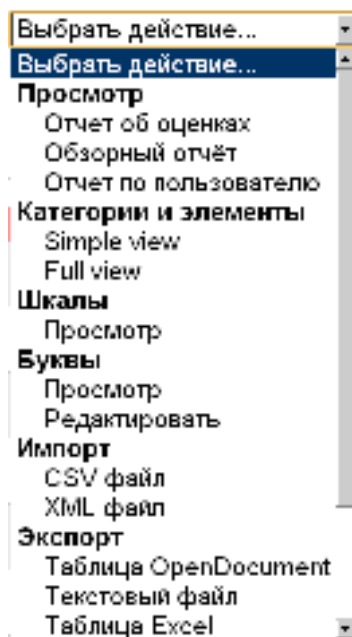 Выбрать действие...
Выбрать действие...
Просмотр
Отчет об оценках
Обзорный отчёт
Отчет по пользователю
Категории и элементы
Simple view
Full view
Шкалы
Просмотр
Буквы
Просмотр
Редактировать
Импорт
CSV файл
XML файл
Экспорт
Таблица OpenDocument
Текстовый файл
Таблица Excel